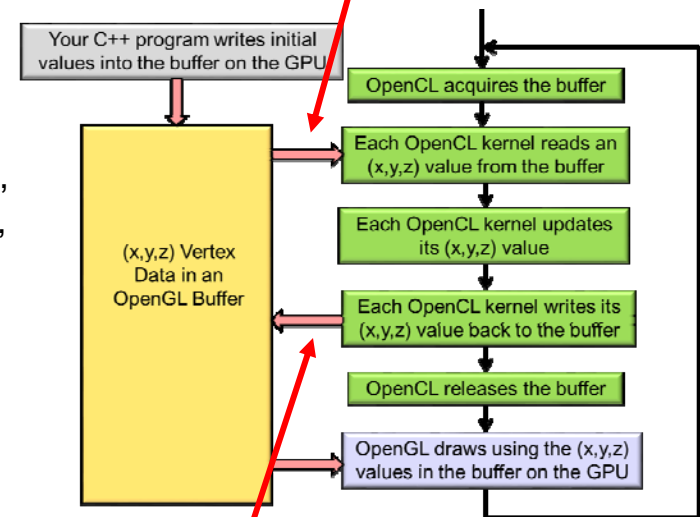 Your C++ program writes initial
values into the buffer on the GPU
OpenCL acquires the buffer
Each OpenCL kernel reads an
(x,y,z) value from the buffer
,
,
Each OpenCL kernel updates
its (x,y,z) value
(x,y,z) Vertex
Data in an
OpenGL Buffer
Each OpenCL kernel writes its
(x,y,z) value back to the buffer
OpenCL releases the buffer
OpenGL draws using the (x,y,z)
values in the buffer on the GPU